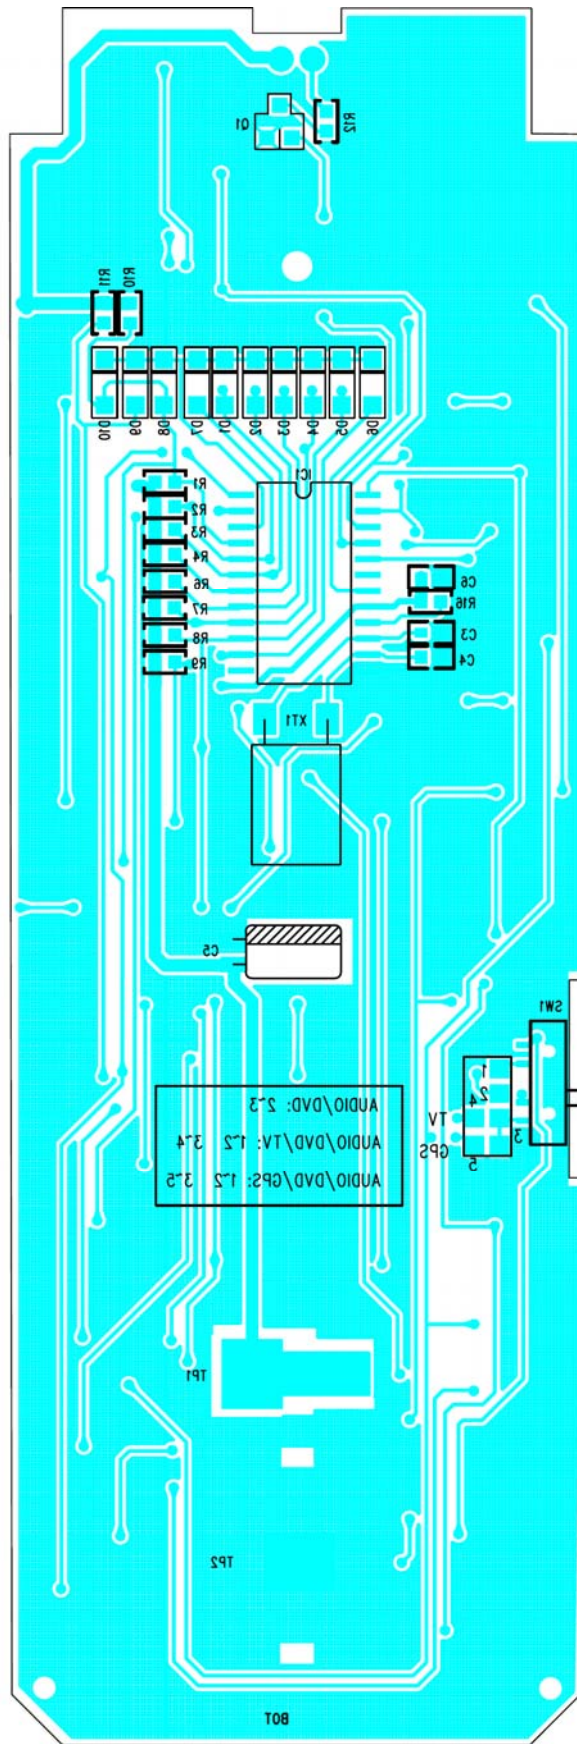 Q1
R12
R11
R10
D10
D9
D8
D7
D1
D2
D3
D4
D5
D6
IC1
R1
R2
R3
R4
R6
R7
R8
R9
C6
R16
C3
C4
XT1
C5
SW1
1
2
4
3
5
TV
GPS
AUDIO/DVD: 2~3
AUDIO/DVD/TV: 1~2 3~4
AUDIO/DVD/GPS: 1~2 3~5
TP1
TP2
BOT